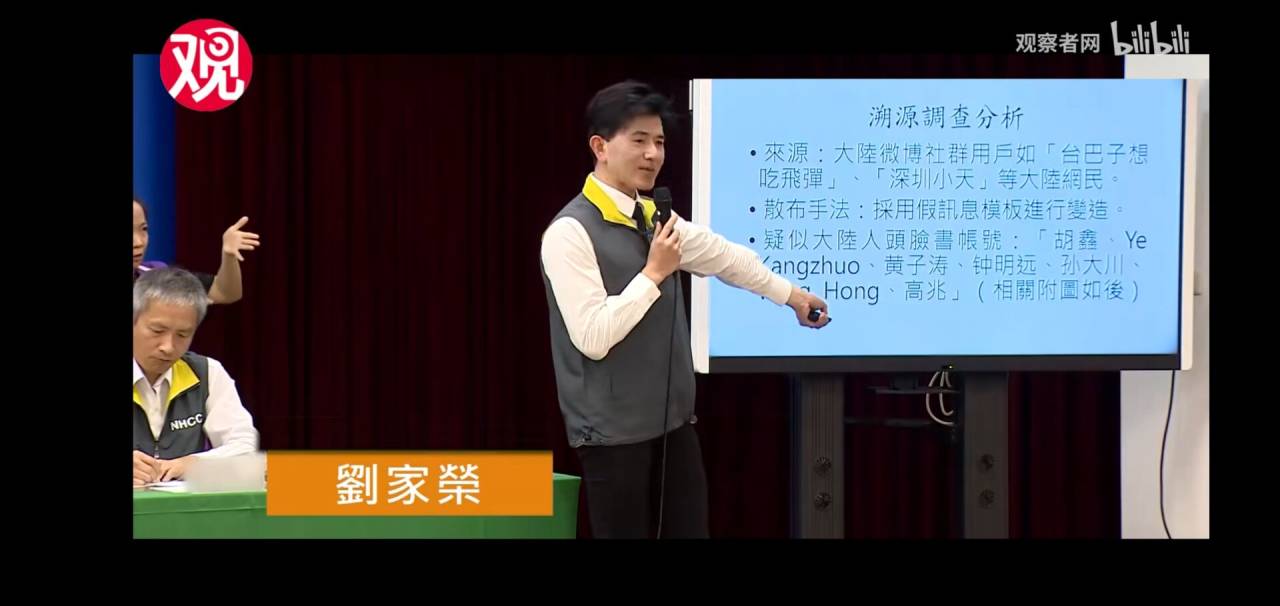 观
观察者网 bilibili
溯源調查分析
•來源：大陸微博社群用戶如「台巴子想
吃飛彈」、「深圳小天」等大陸網民。
•散布手法：採用假訊息模板進行變造。
•疑似大陸人頭臉書帳號：「胡鑫、Ye
、黄子涛、钟明远、孙大川、
Hong、高兆」（相關附圖如後）
NHCC
劉家榮